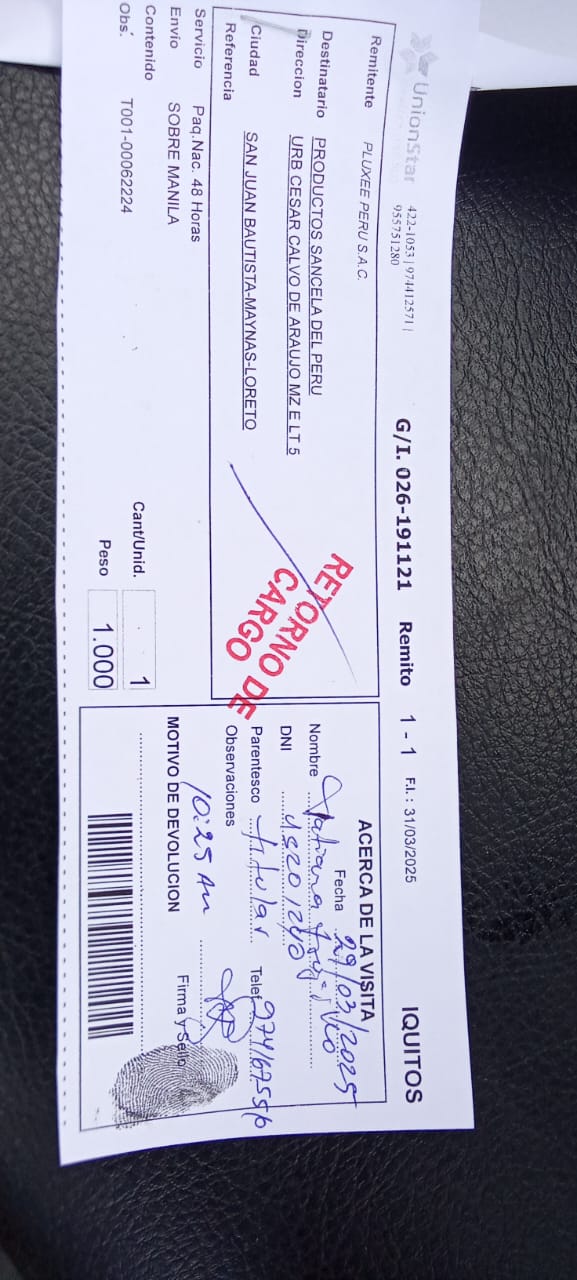 UnionStar
422-1053 | 974412571 |
955751280
G/I. 026-191121 Remito 1 - 1 F.I. : 31/03/2025 IQUITOS
Remitente PLUXEE PERU S.A.C.
Destinatario PRODUCTOS SANCELA DEL PERU
Direccion URB CESAR CALVO DE ARAUJO MZ E LT 5
Ciudad SAN JUAN BAUTISTA-MAYNAS-LORETO
Referencia
Servicio Paq.Nac. 48 Horas
Envio SOBRE MANILA
Contenido
Obs. T001-00062224
Cant/Unid. 1
Peso 1.000
RETORNO DE
CARGO
ACERCA DE LA VISITA
Fecha 29/03/2025
Nombre Tatiana
DNI
Parentesco titular Telef 974167556
Observaciones
10:25 AM
MOTIVO DE DEVOLUCION
Firma y Sello